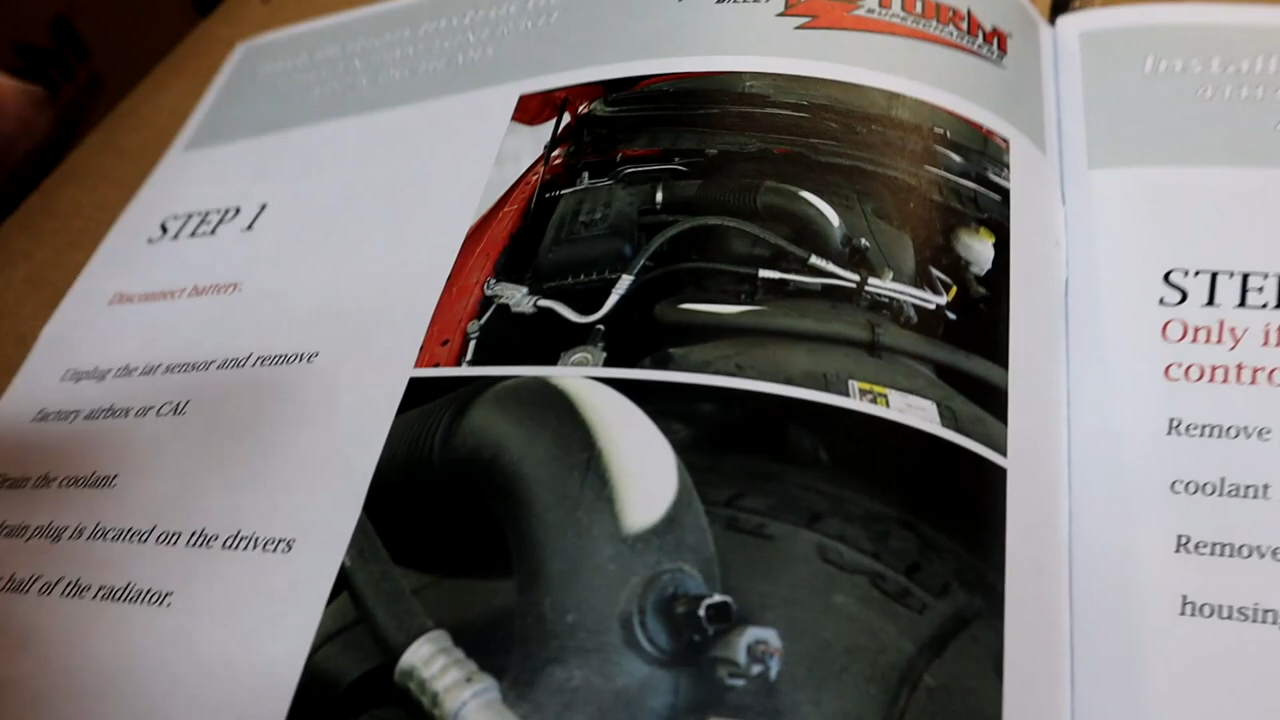 STORM
SUPERCHARGER
STEP 1
Disconnect battery.
Unplug the iat sensor and remove
factory airbox or CAI.
Drain the coolant.
drain plug is located on the drivers
half of the radiator.
Install
4TH
STE
Only if
contro
Remove
coolant
Remove
housing